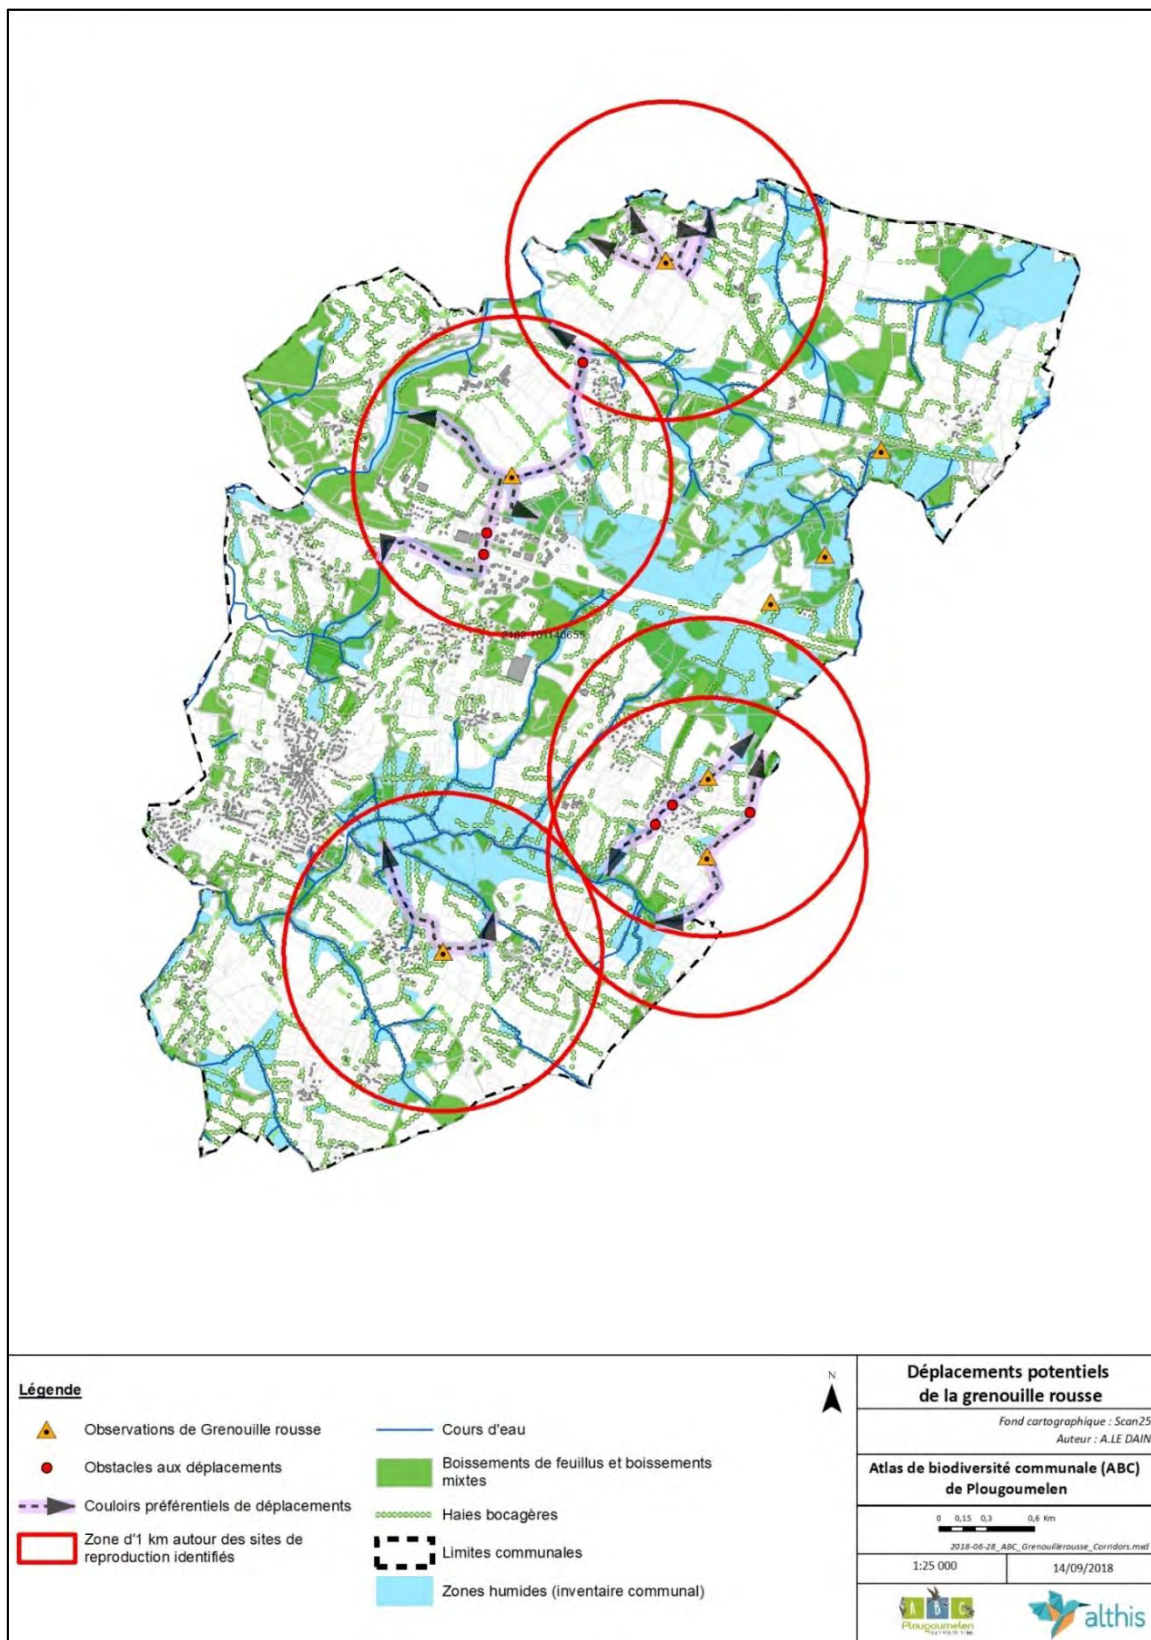 2182.701140655
Légende
Observations de Grenouille rousse
Obstacles aux déplacements
Couloirs préférentiels de déplacements
Zone d'1 km autour des sites de
reproduction identifiés
Cours d'eau
Boissements de feuillus et boissements
mixtes
Haies bocagères
Limites communales
Zones humides (inventaire communal)
N
Déplacements potentiels
de la grenouille rousse
Fond cartographique : Scan25
Auteur : A.LE DAIN
Atlas de biodiversité communale (ABC)
de Plougoumelen
0 0,15 0,3 0,6 Km
2018-06-28_ABC_Grenouillerousse_Corridors.mxd
1:25 000
14/09/2018
A B C
Plougoumelen
althis